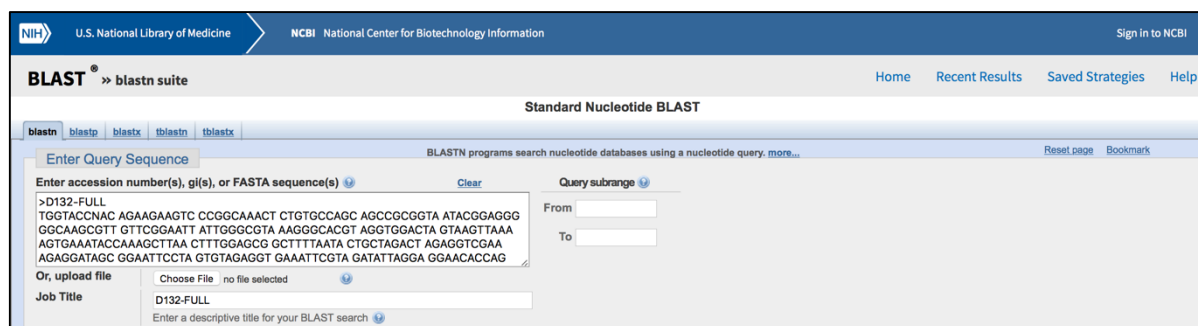 NIH U.S. National Library of Medicine NCBI National Center for Biotechnology Information Sign in to NCBI
BLAST ® » blastn suite Home Recent Results Saved Strategies Help
Standard Nucleotide BLAST
blastn blastp blastx tblastn tblastx
BLASTN programs search nucleotide databases using a nucleotide query. more... Reset page Bookmark
Enter Query Sequence
Enter accession number(s), gi(s), or FASTA sequence(s) Clear Query subrange
>D132-FULL
TGGTACCNAC AGAAGAAGTC CCCGGCAAACT CTGTGCCAGC AGCCGCGGTA ATACGGAGGG
GGCAAGCGTT GTTCGGAATT ATTGGGCGTA AAGGGCACGT AGGTGGACTA GTAAGTTAAA
AGTGAAATACCAAAGCTTAA CTTTGGAGCG GCTTTTAATA CTGCTAGACT AGAGGTCGAA
AGAGGATAGC GGAATTCCTA GTGTAGAGGT GAAATTCGTA GATATTAGGA GGAACACCAG
From
To
Or, upload file Choose File no file selected
Job Title D132-FULL
Enter a descriptive title for your BLAST search